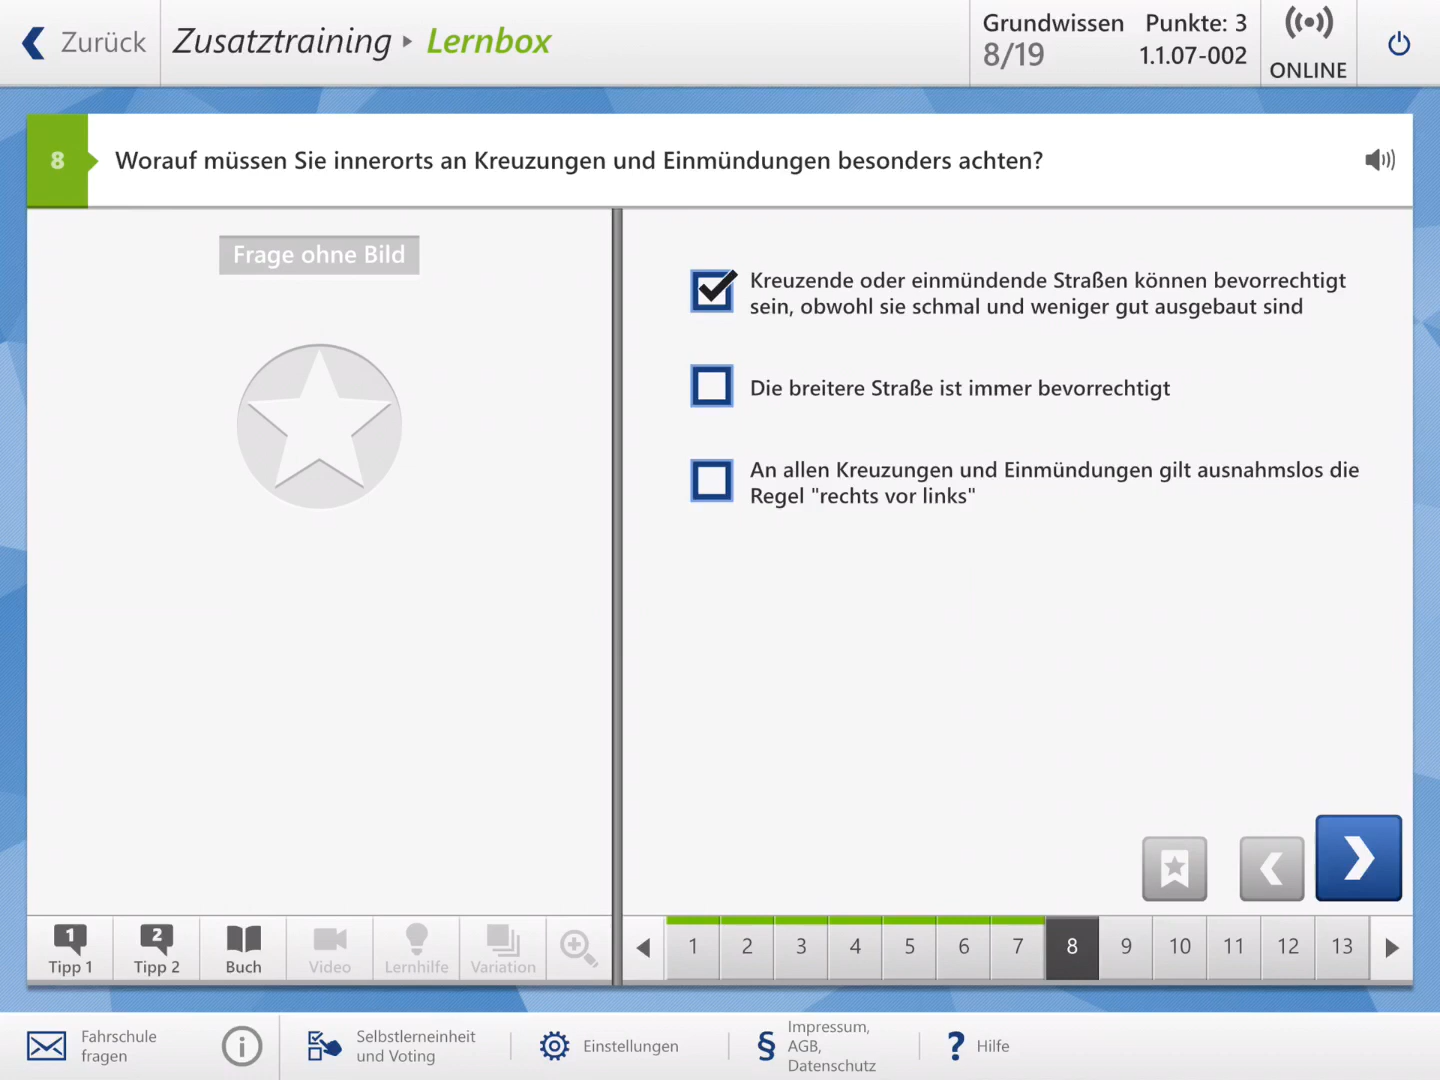 Zurück
Zusatztraining ▸ Lernbox
Grundwissen Punkte: 3
8/19 1.1.07-002
ONLINE
8
Worauf müssen Sie innerorts an Kreuzungen und Einmündungen besonders achten?
Frage ohne Bild
Kreuzende oder einmündende Straßen können bevorrechtigt
sein, obwohl sie schmal und weniger gut ausgebaut sind
Die breitere Straße ist immer bevorrechtigt
An allen Kreuzungen und Einmündungen gilt ausnahmslos die
Regel "rechts vor links"
1 2
Tipp 1 Tipp 2 Buch Video Lernhilfe Variation
1 2 3 4 5 6 7 8 9 10 11 12 13
Fahrschule
fragen
Selbstlerneinheit
und Voting
Einstellungen
§
Impressum,
AGB,
Datenschutz
? Hilfe